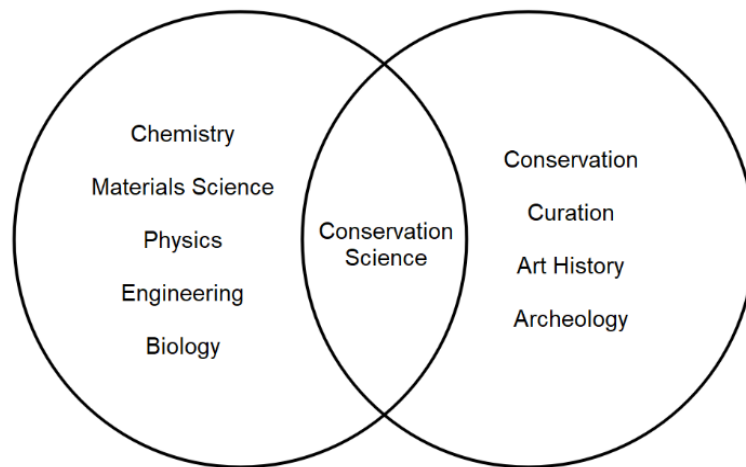 Chemistry
Materials Science
Physics
Engineering
Biology
Conservation
Science
Conservation
Curation
Art History
Archeology